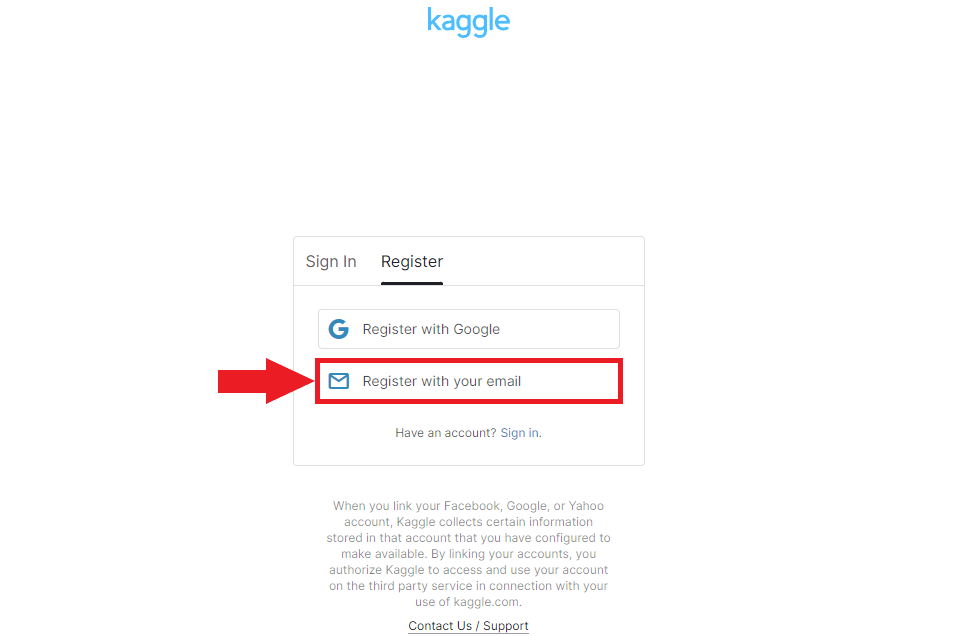 kaggle
Sign In Register
Register with Google
Register with your email
Have an account? Sign in.
When you link your Facebook, Google, or Yahoo
account, Kaggle collects certain information
stored in that account that you have configured to
make available. By linking your accounts, you
authorize Kaggle to access and use your account
on the third party service in connection with your
use of kaggle.com.
Contact Us / Support